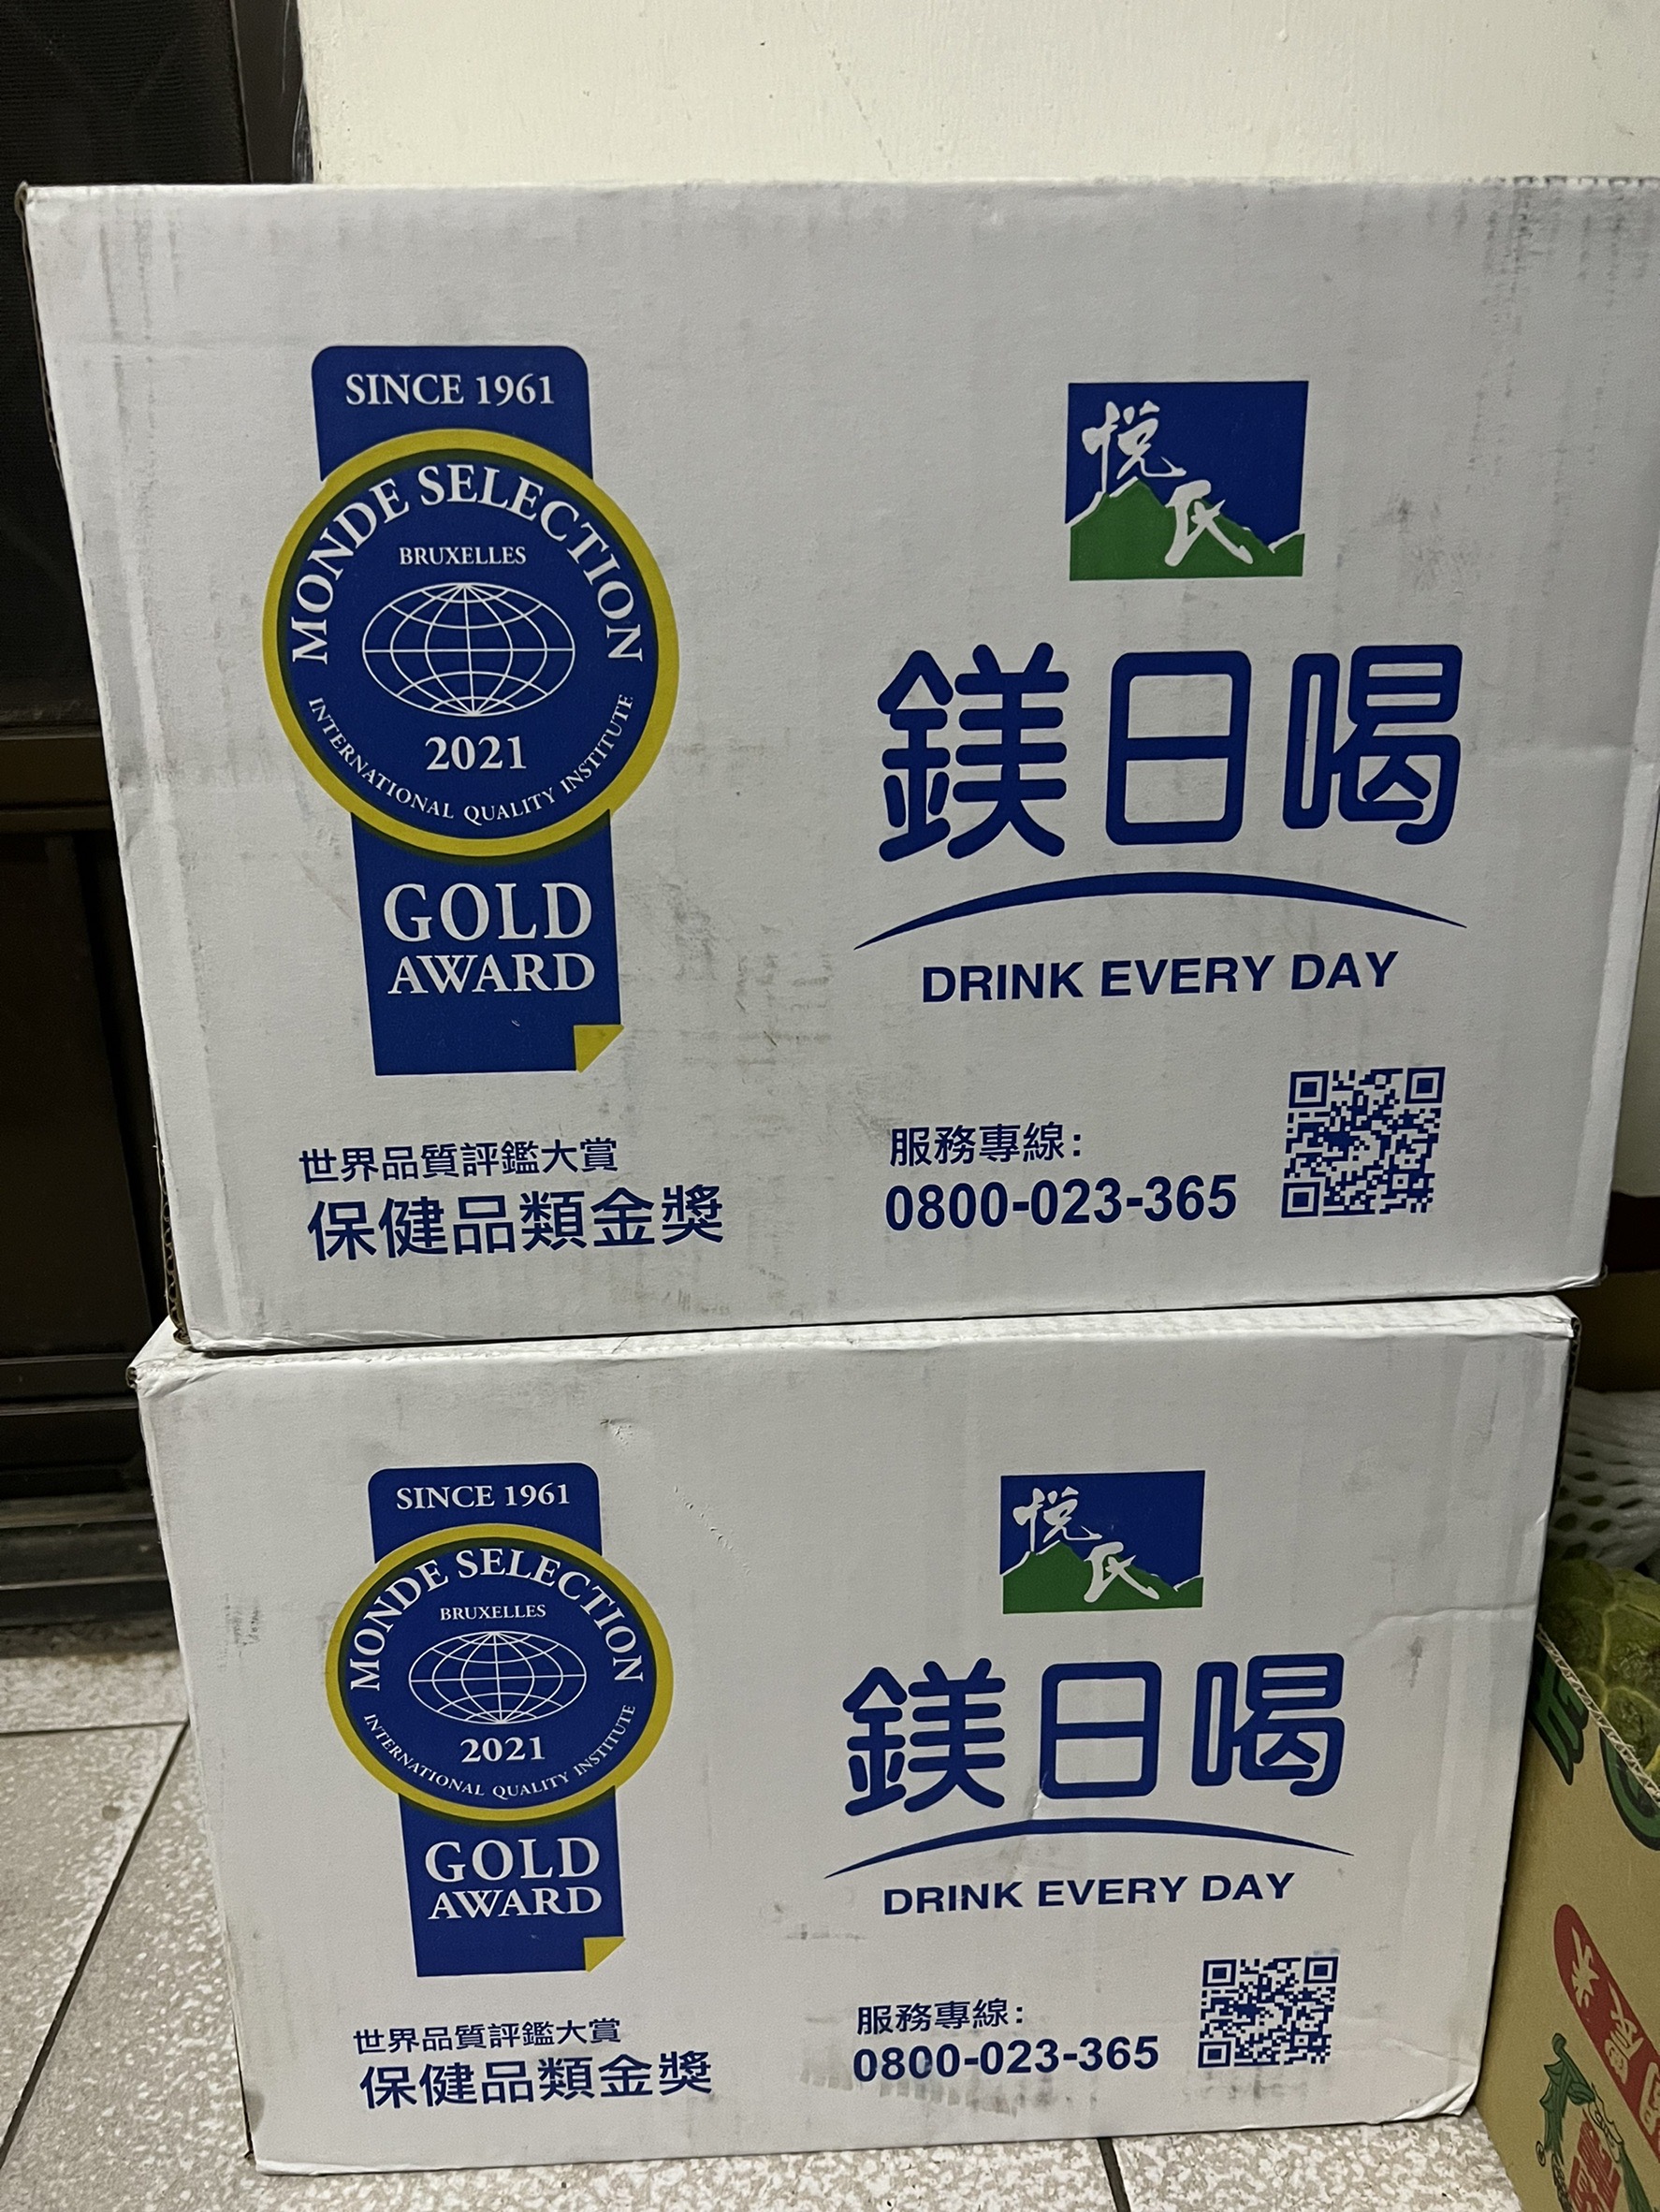 SINCE 1961
MONDE SELECTION
BRUXELLES
2021
INTERNATIONAL QUALITY INSTITUTE
GOLD
AWARD
世界品質評鑑大賞
保健品類金獎
悦氏
鎂日喝
DRINK EVERY DAY
服務專線：
0800-023-365
SINCE 1961
MONDE SELECTION
BRUXELLES
2021
INTERNATIONAL QUALITY INSTITUTE
GOLD
AWARD
世界品質評鑑大賞
保健品類金獎
悦氏
鎂日喝
DRINK EVERY DAY
服務專線：
0800-023-365